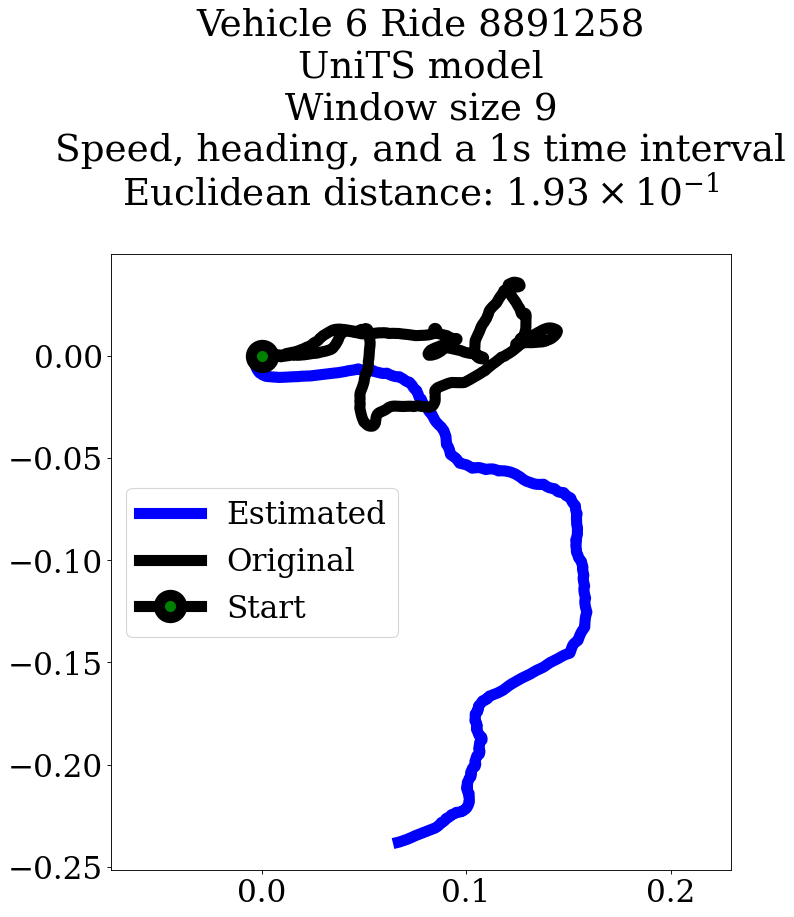 Vehicle 6 Ride 8891258
UniTS model
Window size 9
Speed, heading, and a 1s time interval
Euclidean distance: 1.93 × 10⁻¹
0.00
−0.05
−0.10
−0.15
−0.20
−0.25
Estimated
Original
Start
0.0 0.1 0.2